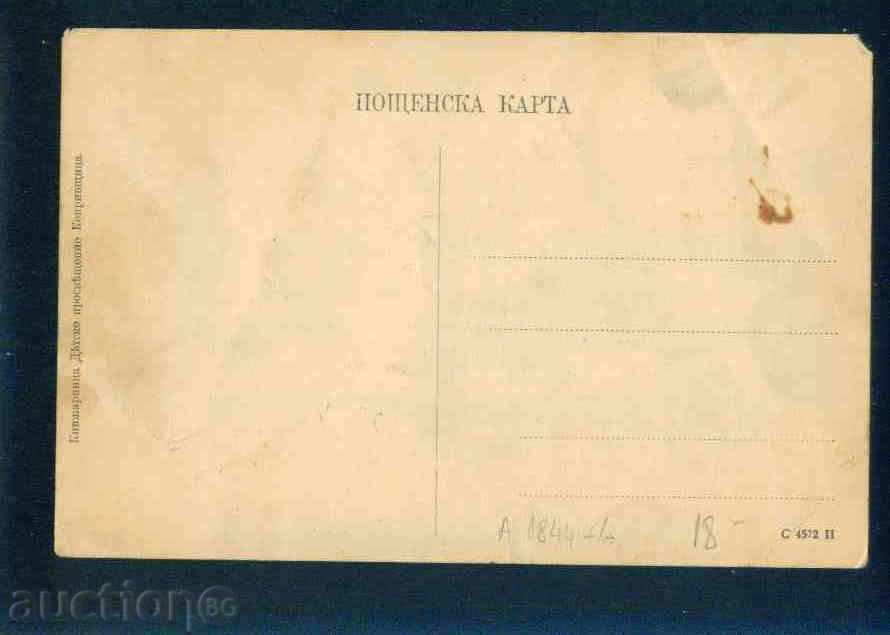 ПОЩЕНСКА КАРТА
Книжарница Дѣтско просвѣщение Копривщица.
А 1844 -/-
18 -
С 4572 II
auction BG